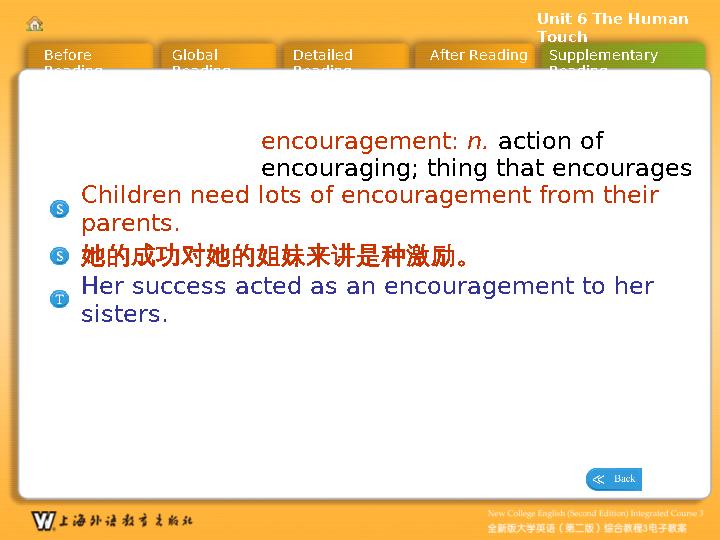 Unit 6 The Human
Touch
Before
Reading
Global
Reading
Detailed
Reading
After Reading
Supplementary
Reading
encouragement: n. action of
encouraging; thing that encourages
S
Children need lots of encouragement from their
parents.
S
她的成功对她的姐妹来讲是种激励。
T
Her success acted as an encouragement to her
sisters.
Back
W 上海外语教育出版社
New College English (Second Edition) Integrated Course 3
全新版大学英语（第二版）综合教程3电子教案